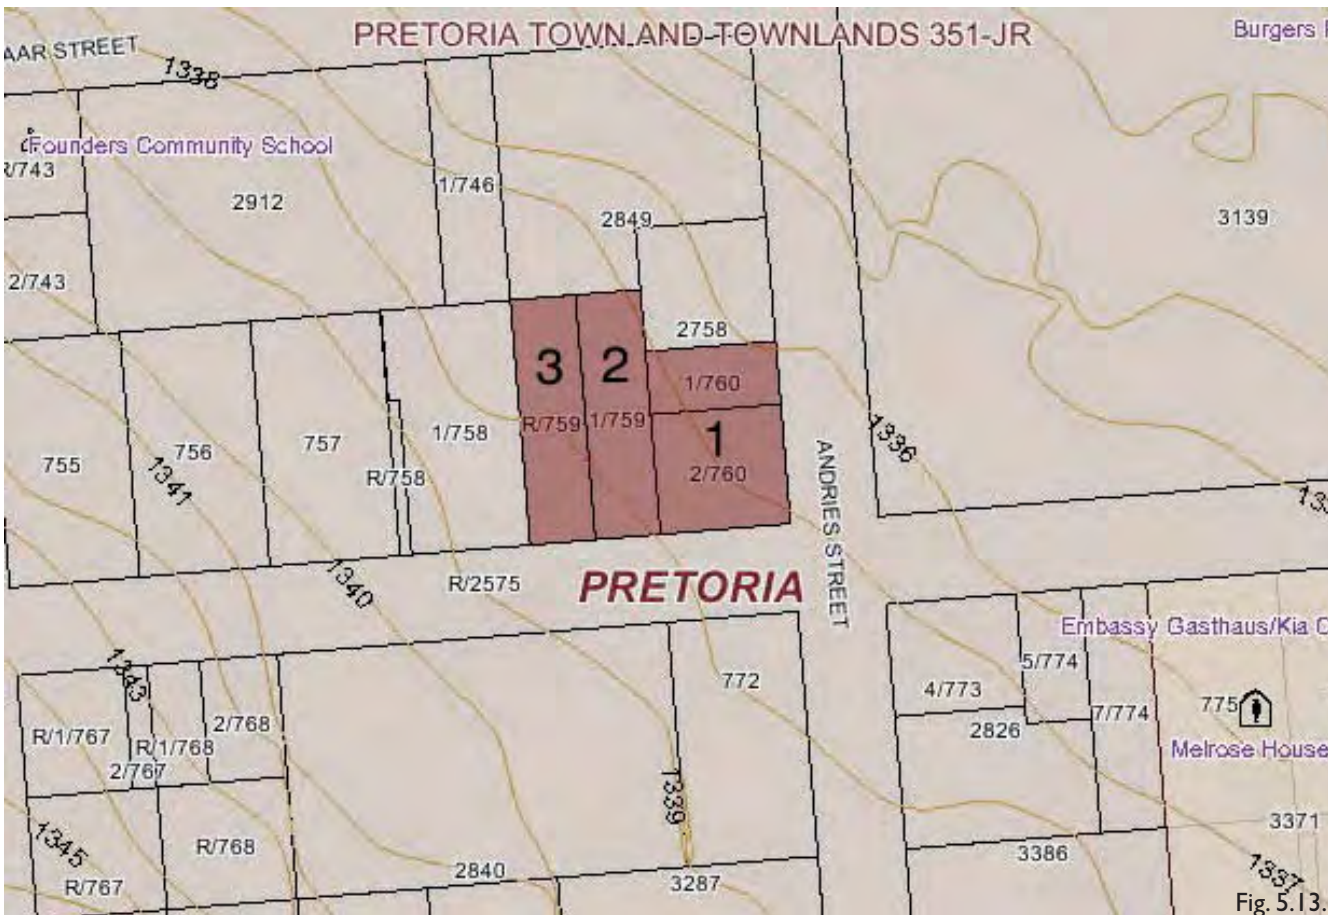 PRETORIA TOWN AND TOWNLANDS 351-JR
Burgers
AAR STREET
1338
Founders Community School
R/743
2912
1/746
2849
3139
2/743
2758
3
2
1/760
1336
R/759
1/759
1
1/758
757
756
755
2/760
R/758
1341
ANDRIES STREET
1340
R/2575
PRETORIA
Embassy Gasthaus/Kia
1343
772
5/774
4/773
7/774
775
2826
Melrose House
R/1/767
R/1/768
2/768
2/767
1339
3371
1345
R/768
R/767
2840
3287
3386
1337
Fig. 5.13.